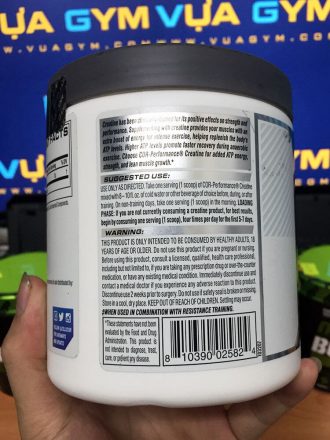 VỰA GYM
WWW.VUAGYM.COM
FACTS
Creatine has been clinically shown for its positive effects on strength and
performance. Supplementing with creatine provides your muscles with an
extra boost of energy for intense exercise, helping replenish the body's
ATP levels. Higher ATP levels promote faster recovery during anaerobic
exercise. Choose COR-Performance® Creatine for added ATP energy,
strength, and lean muscle growth.
SUGGESTED USE:
USE ONLY AS DIRECTED. Take one serving (1 scoop) of COR-Performance® Creatine
mixed with 8–10 oz. of cold water or other beverage of choice before, during, or after
training. On non-training days, take one serving (1 scoop) in the morning. LOADING
PHASE: If you are not currently consuming a creatine product, for best results,
begin by consuming one serving (1 scoop), four times per day for the first 5-7 days.
WARNING:
THIS PRODUCT IS ONLY INTENDED TO BE CONSUMED BY HEALTHY ADULTS, 18
YEARS OF AGE OR OLDER. Do not use this product if you are pregnant or nursing.
Before using this product, consult a licensed, qualified, health care professional,
including but not limited to, if you are taking any prescription drug or over-the-counter
medication, or have any existing medical condition. Immediately discontinue use and
contact a medical doctor if you experience any adverse reaction to this product.
Discontinue use 2 weeks prior to surgery. Do not use if safety seal is broken or missing.
Store in a cool, dry place. KEEP OUT OF REACH OF CHILDREN. Settling may occur.
‡WHEN USED IN COMBINATION WITH RESISTANCE TRAINING.
*These statements have not been
evaluated by the Food and Drug
Administration. This product is
not intended to diagnose, treat,
cure, or prevent any disease.
8 10390 02582 4